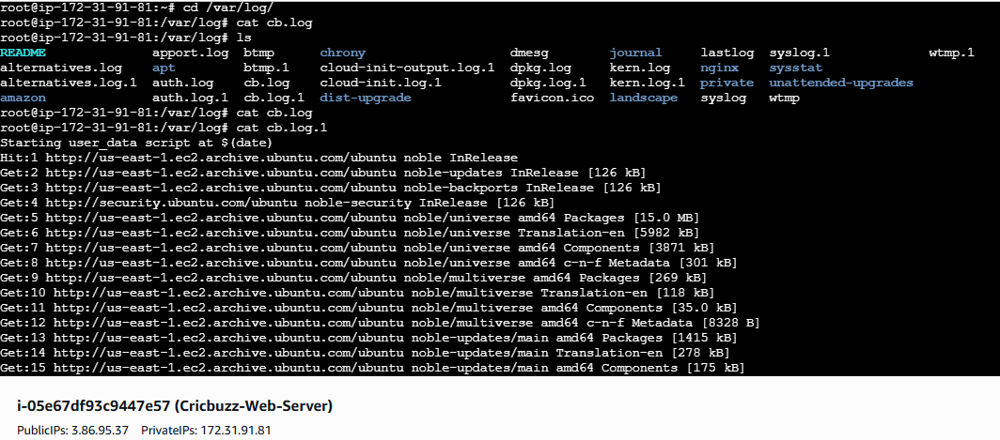 root@ip-172-31-91-81:~# cd /var/log/
root@ip-172-31-91-81:/var/log# cat cb.log
root@ip-172-31-91-81:/var/log# ls
README apport.log btmp chrony dmesg journal lastlog syslog.1 wtmp.1
alternatives.log apt btmp.1 cloud-init-output.log.1 dpkg.log kern.log nginx sysstat
alternatives.log.1 auth.log cb.log cloud-init.log.1 dpkg.log.1 kern.log.1 private unattended-upgrades
amazon auth.log.1 cb.log.1 dist-upgrade favicon.ico landscape syslog wtmp
root@ip-172-31-91-81:/var/log# cat cb.log
root@ip-172-31-91-81:/var/log# cat cb.log.1
Starting user_data script at $(date)
Hit:1 http://us-east-1.ec2.archive.ubuntu.com/ubuntu noble InRelease
Get:2 http://us-east-1.ec2.archive.ubuntu.com/ubuntu noble-updates InRelease [126 kB]
Get:3 http://us-east-1.ec2.archive.ubuntu.com/ubuntu noble-backports InRelease [126 kB]
Get:4 http://security.ubuntu.com/ubuntu noble-security InRelease [126 kB]
Get:5 http://us-east-1.ec2.archive.ubuntu.com/ubuntu noble/universe amd64 Packages [15.0 MB]
Get:6 http://us-east-1.ec2.archive.ubuntu.com/ubuntu noble/universe Translation-en [5982 kB]
Get:7 http://us-east-1.ec2.archive.ubuntu.com/ubuntu noble/universe amd64 Components [3871 kB]
Get:8 http://us-east-1.ec2.archive.ubuntu.com/ubuntu noble/universe amd64 c-n-f Metadata [301 kB]
Get:9 http://us-east-1.ec2.archive.ubuntu.com/ubuntu noble/multiverse amd64 Packages [269 kB]
Get:10 http://us-east-1.ec2.archive.ubuntu.com/ubuntu noble/multiverse Translation-en [118 kB]
Get:11 http://us-east-1.ec2.archive.ubuntu.com/ubuntu noble/multiverse amd64 Components [35.0 kB]
Get:12 http://us-east-1.ec2.archive.ubuntu.com/ubuntu noble/multiverse amd64 c-n-f Metadata [8328 B]
Get:13 http://us-east-1.ec2.archive.ubuntu.com/ubuntu noble-updates/main amd64 Packages [1415 kB]
Get:14 http://us-east-1.ec2.archive.ubuntu.com/ubuntu noble-updates/main Translation-en [278 kB]
Get:15 http://us-east-1.ec2.archive.ubuntu.com/ubuntu noble-updates/main amd64 Components [175 kB]
i-05e67df93c9447e57 (Cricbuzz-Web-Server)
PublicIPs: 3.86.95.37 PrivateIPs: 172.31.91.81